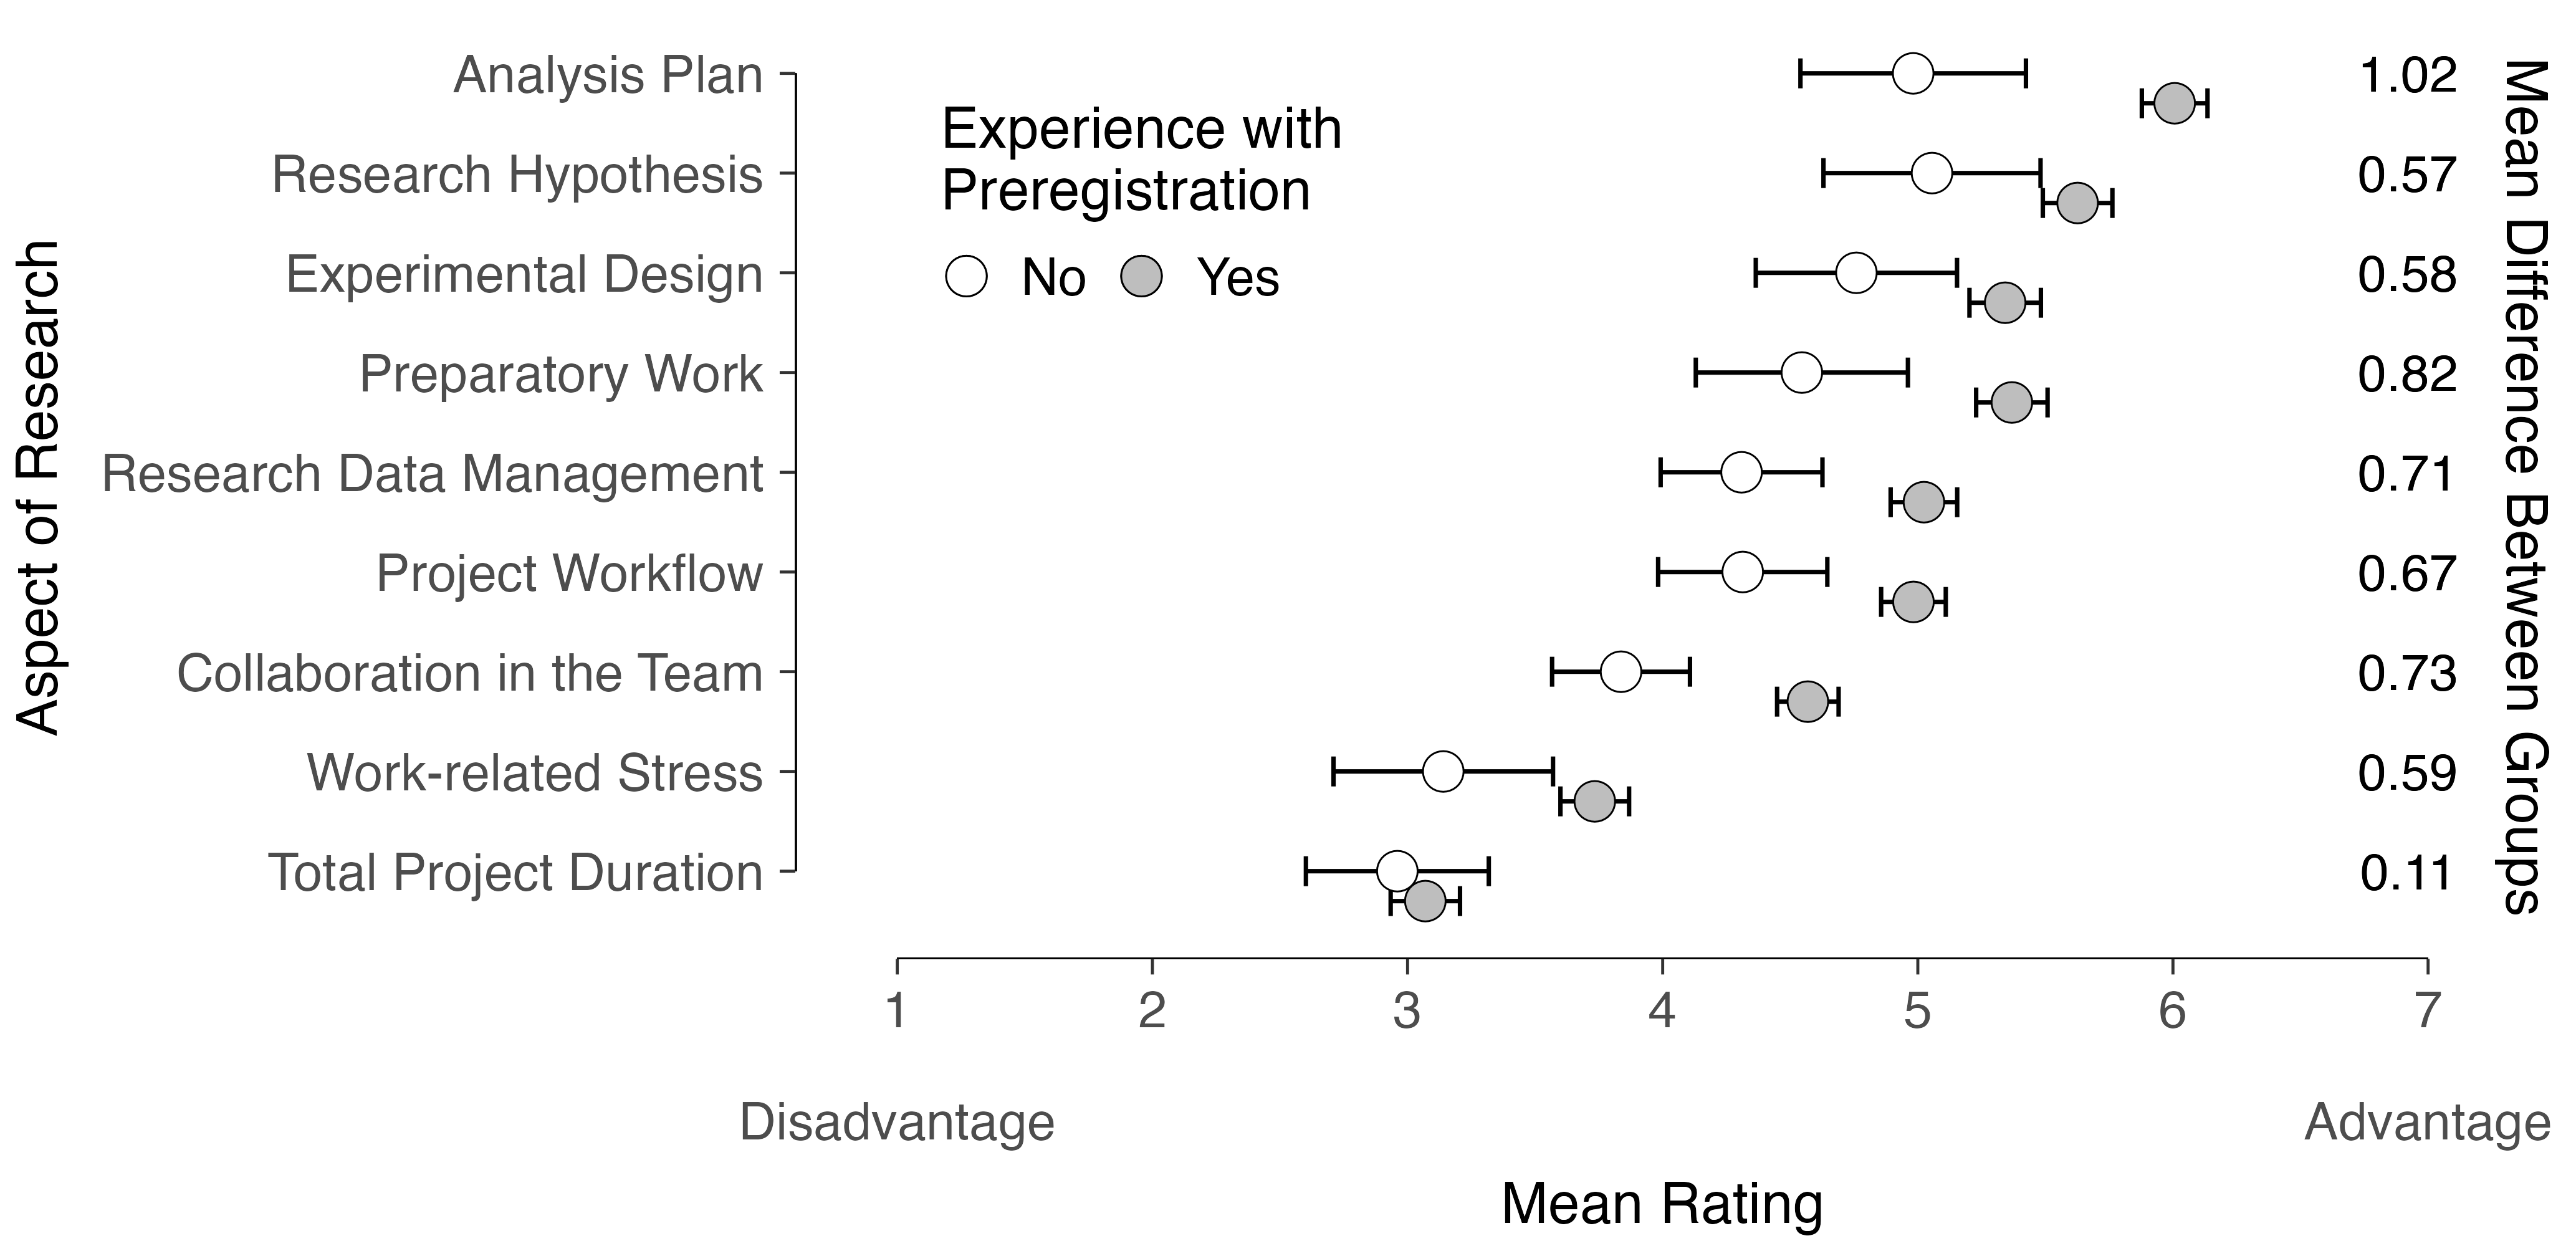 Aspect of Research
Analysis Plan
Research Hypothesis
Experimental Design
Preparatory Work
Research Data Management
Project Workflow
Collaboration in the Team
Work-related Stress
Total Project Duration
Experience with
Preregistration
No Yes
1.02
0.57
0.58
0.82
0.71
0.67
0.73
0.59
0.11
Mean Difference Between Groups
1 2 3 4 5 6 7
Disadvantage Advantage
Mean Rating